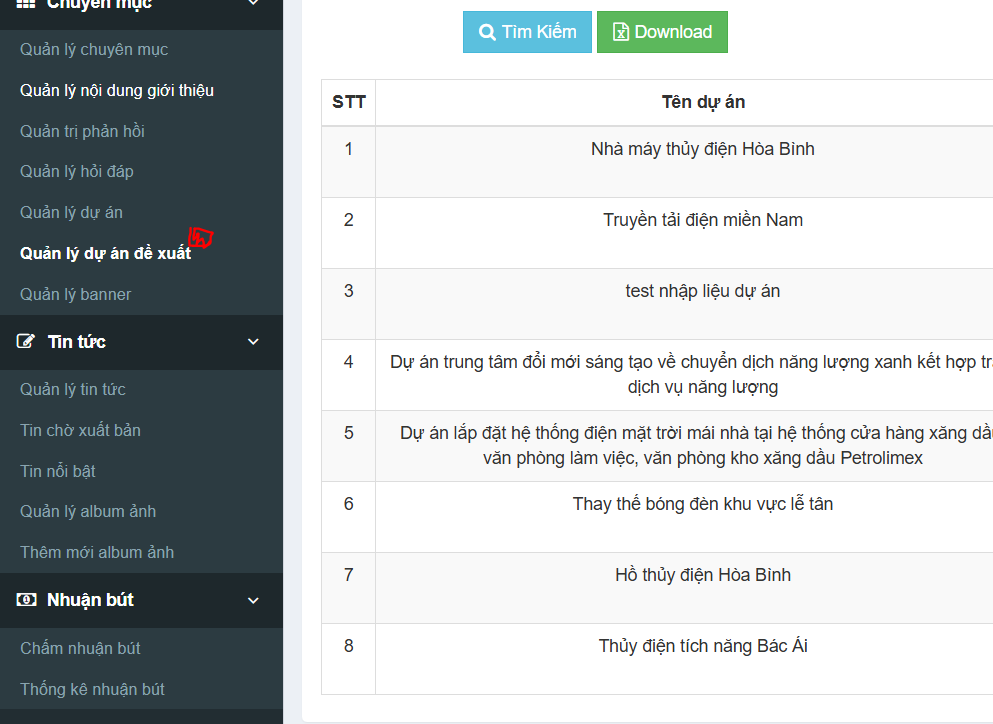 Chuyên mục
Quản lý chuyên mục
Quản lý nội dung giới thiệu
Quản trị phản hồi
Quản lý hỏi đáp
Quản lý dự án
Quản lý dự án đề xuất
Quản lý banner
Tin tức
Quản lý tin tức
Tin chờ xuất bản
Tin nổi bật
Quản lý album ảnh
Thêm mới album ảnh
Nhuận bút
Chấm nhuận bút
Thống kê nhuận bút
Tìm Kiếm
Download
STT Tên dự án
1 Nhà máy thủy điện Hòa Bình
2 Truyền tải điện miền Nam
3 test nhập liệu dự án
4 Dự án trung tâm đổi mới sáng tạo về chuyển dịch năng lượng xanh kết hợp
dịch vụ năng lượng
5 Dự án lắp đặt hệ thống điện mặt trời mái nhà tại hệ thống cửa hàng xăng dầu
văn phòng làm việc, văn phòng kho xăng dầu Petrolimex
6 Thay thế bóng đèn khu vực lễ tân
7 Hồ thủy điện Hòa Bình
8 Thủy điện tích năng Bác Ái